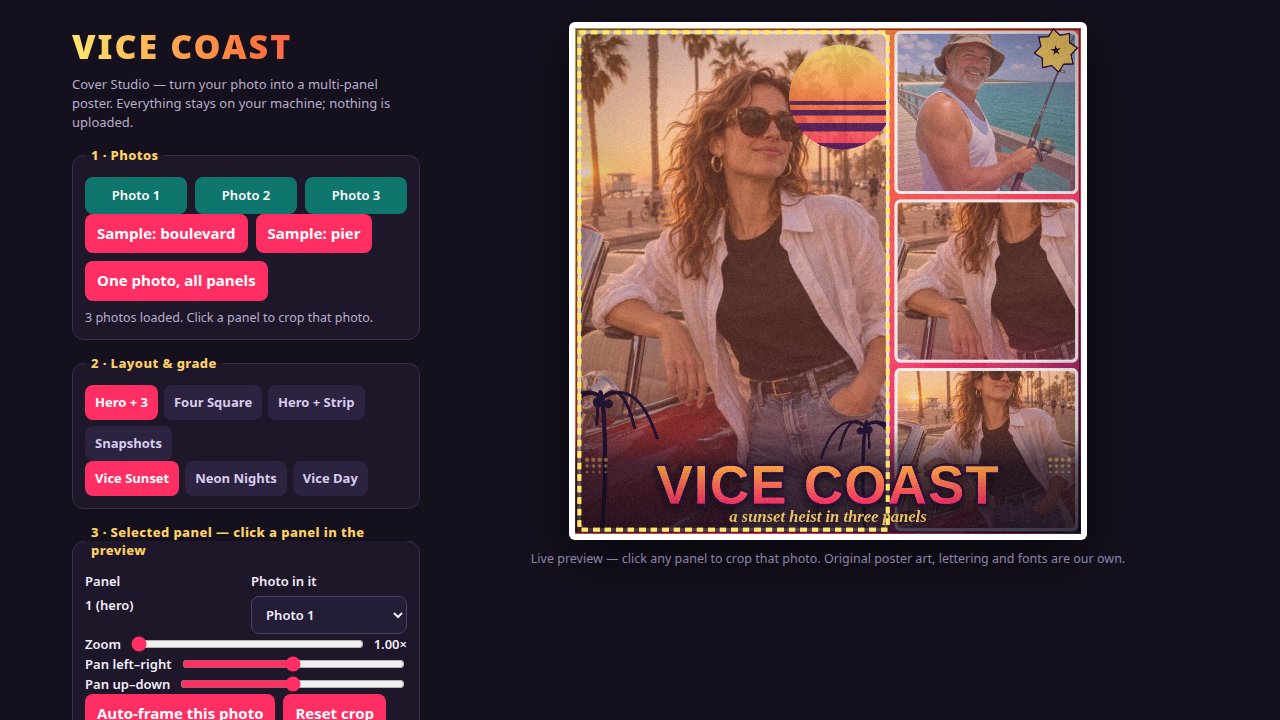 VICE COAST
Cover Studio — turn your photo into a multi-panel
poster. Everything stays on your machine; nothing is
uploaded.
1 · Photos
Photo 1
Photo 2
Photo 3
Sample: boulevard
Sample: pier
One photo, all panels
3 photos loaded. Click a panel to crop that photo.
2 · Layout & grade
Hero + 3
Four Square
Hero + Strip
Snapshots
Vice Sunset
Neon Nights
Vice Day
3 · Selected panel — click a panel in the
preview
Panel
Photo in it
1 (hero)
Photo 1
Zoom
1.00×
Pan left–right
Pan up–down
Auto-frame this photo
Reset crop
VICE COAST
a sunset heist in three panels
Live preview — click any panel to crop that photo. Original poster art, lettering and fonts are our own.